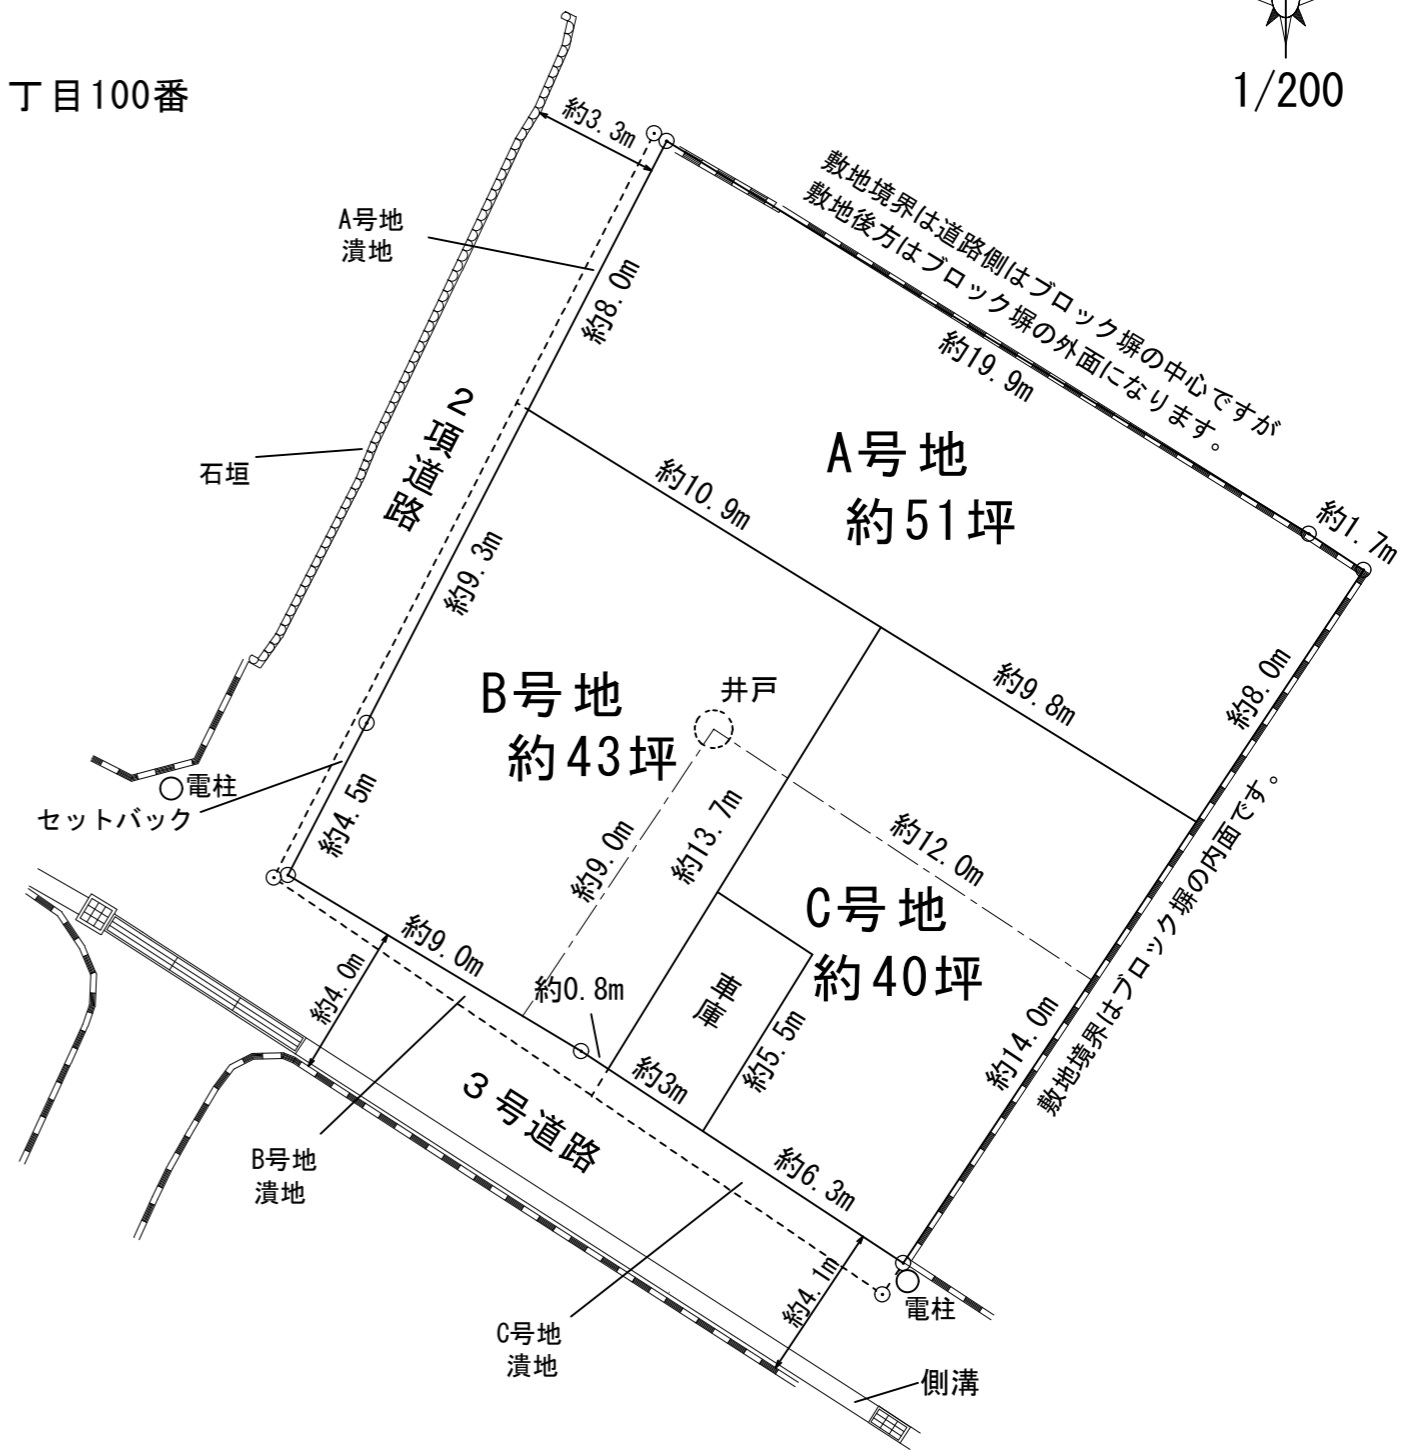 丁目100番
1/200
約3.3m
敷地境界は道路側はブロック塀の中心ですが
敷地後方はブロック塀の外面になります。
A号地
潰地
約8.0m
約19.9m
2項道路
A号地
約51坪
石垣
約10.9m
約1.7m
約9.3m
約9.8m
約8.0m
B号地
約43坪
井戸
電柱
セットバック
約4.5m
約13.7m
約9.0m
約12.0m
敷地境界はブロック塀の内面です。
C号地
約40坪
約9.0m
約4.0m
約0.8m
車庫
約5.5m
約14.0m
約3m
3号道路
B号地
潰地
約6.3m
約4.1m
電柱
C号地
潰地
側溝